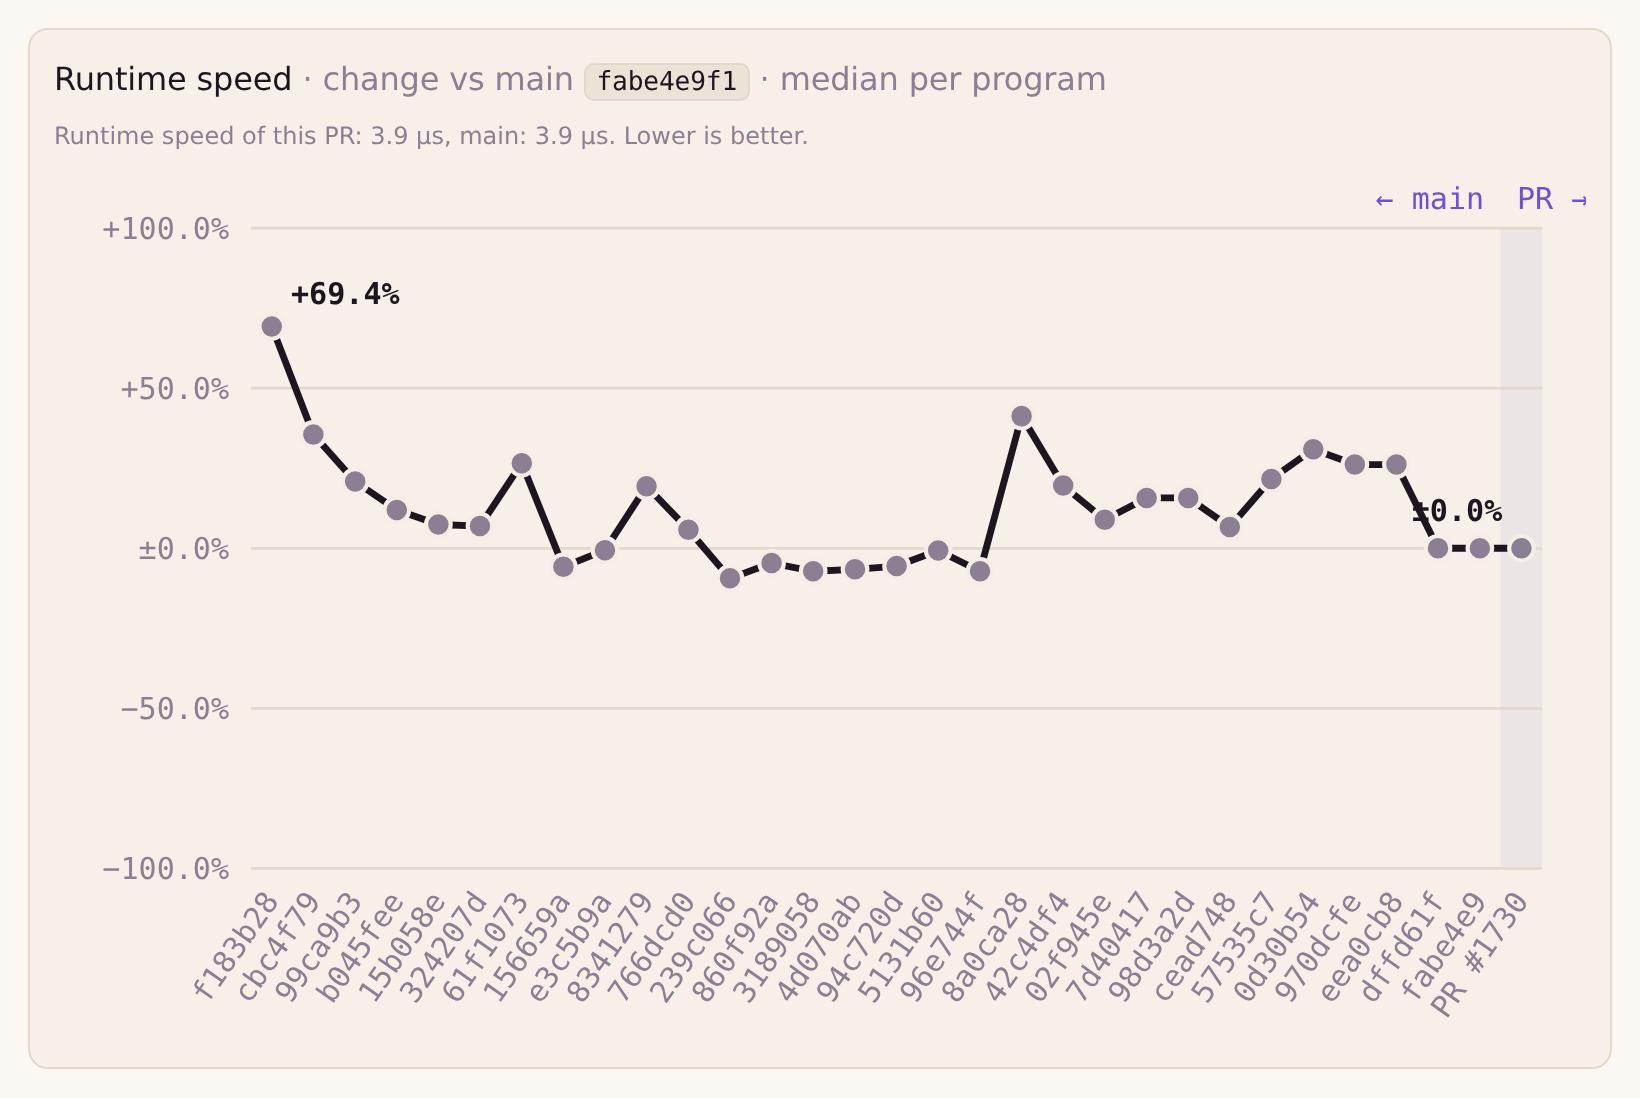 Runtime speed · change vs main fabe4e9f1 · median per program
Runtime speed of this PR: 3.9 µs, main: 3.9 µs. Lower is better.
← main PR →
+100.0%
+69.4%
+50.0%
±0.0%
±0.0%
−50.0%
−100.0%
f183b28
cbc4f79
99ca9b3
b045fee
15b058e
324207d
61f1073
156659a
e3c5b9a
8341279
766dcd0
239c066
860f92a
3189058
4d070ab
94c720d
5131b60
96e744f
8a0ca28
42c4df4
02f945e
7d40417
98d3a2d
cead748
57535c7
0d30b54
970dcfe
eea0cb8
dffd61f
fabe4e9
PR #1730